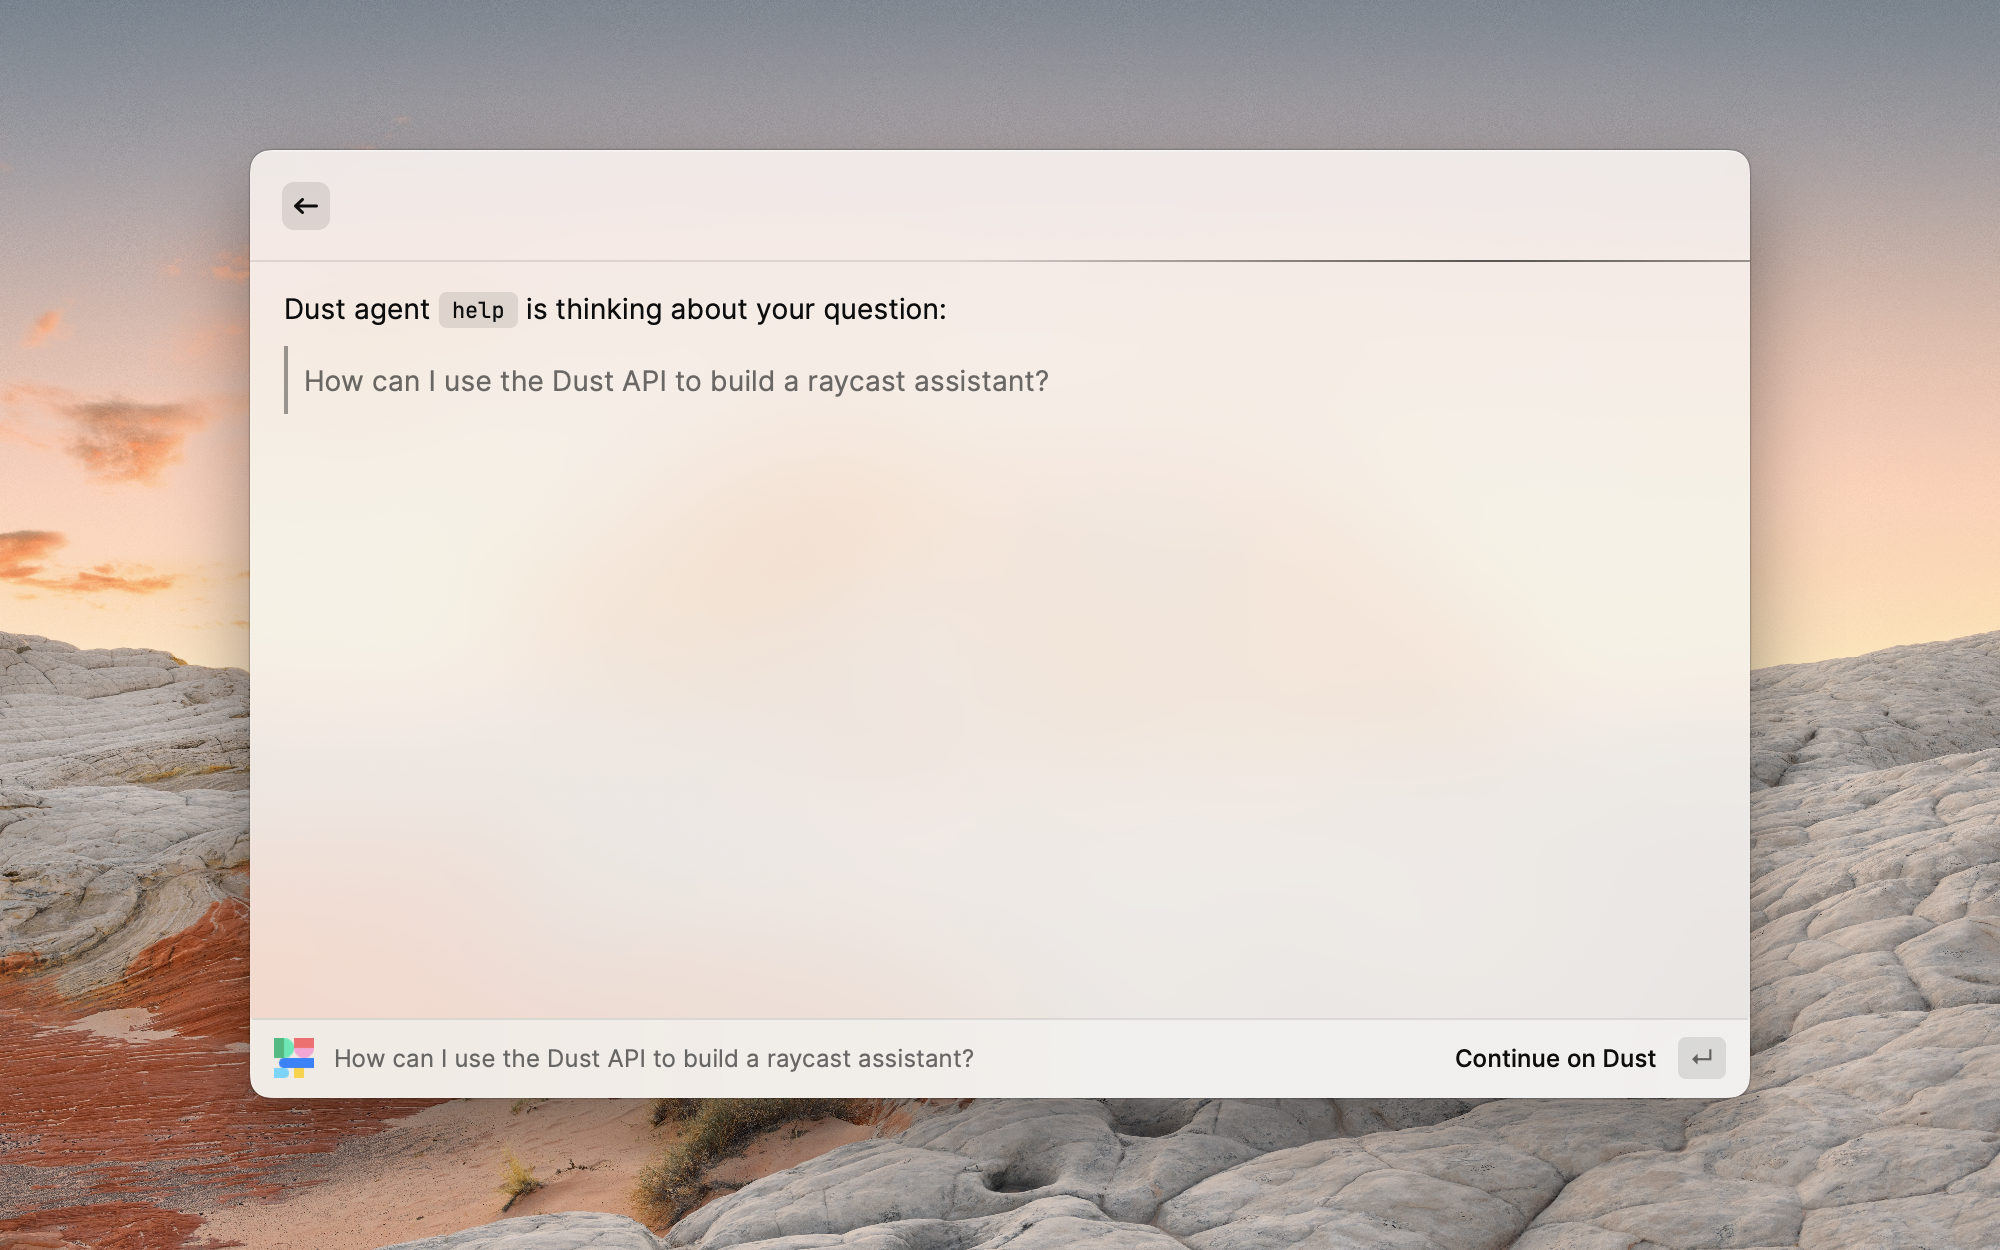 Dust agent help is thinking about your question:
How can I use the Dust API to build a raycast assistant?
How can I use the Dust API to build a raycast assistant? Continue on Dust